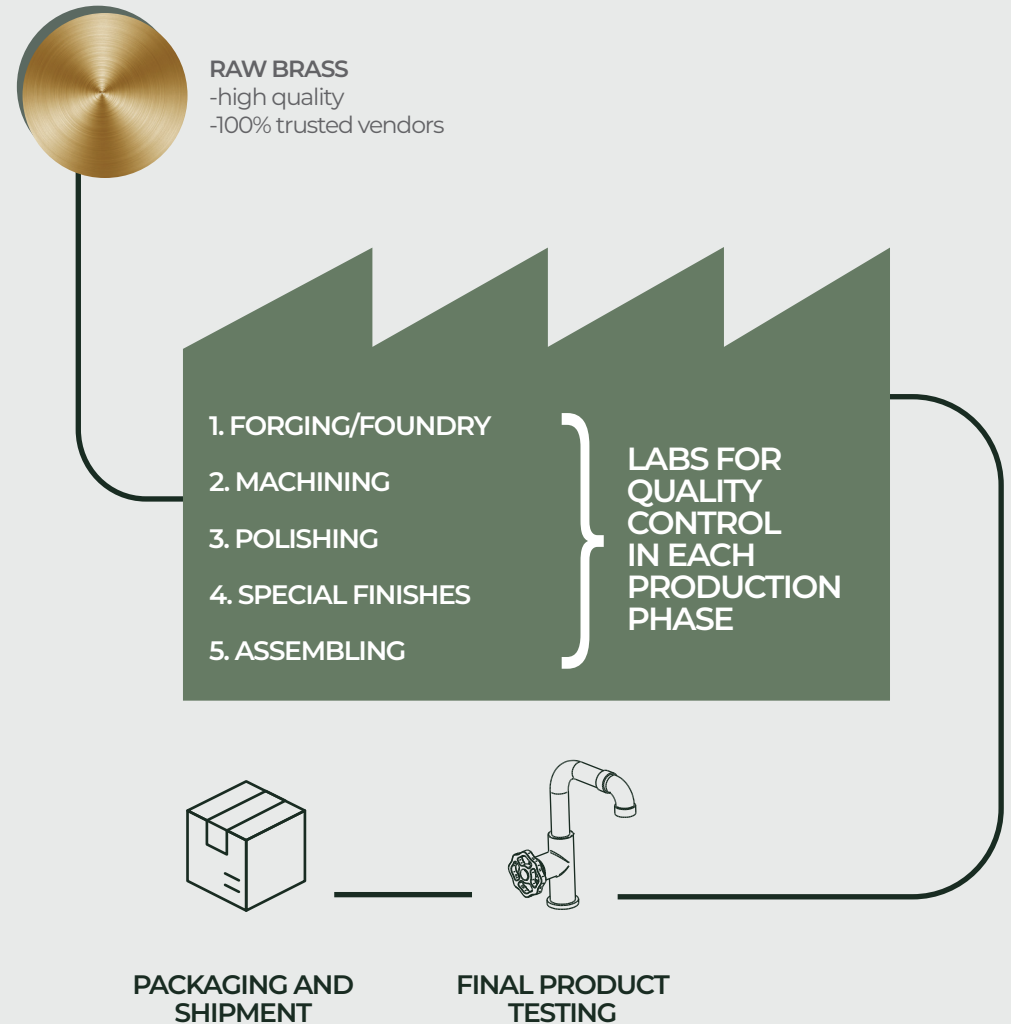 RAW BRASS
-high quality
-100% trusted vendors
1. FORGING/FOUNDRY
2. MACHINING
3. POLISHING
4. SPECIAL FINISHES
5. ASSEMBLING
LABS FOR
QUALITY
CONTROL
IN EACH
PRODUCTION
PHASE
PACKAGING AND
SHIPMENT
FINAL PRODUCT
TESTING